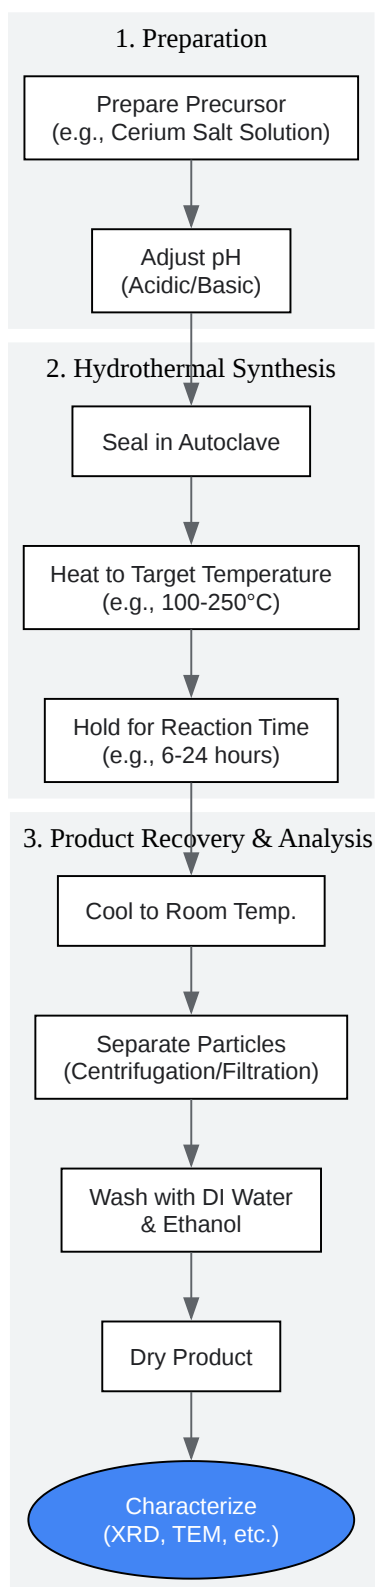 1. Preparation
Prepare Precursor
(e.g., Cerium Salt Solution)
Adjust pH
(Acidic/Basic)
2. Hydrothermal Synthesis
Seal in Autoclave
Heat to Target Temperature
(e.g., 100-250°C)
Hold for Reaction Time
(e.g., 6-24 hours)
3. Product Recovery & Analysis
Cool to Room Temp.
Separate Particles
(Centrifugation/Filtration)
Wash with DI Water
& Ethanol
Dry Product
Characterize
(XRD, TEM, etc.)